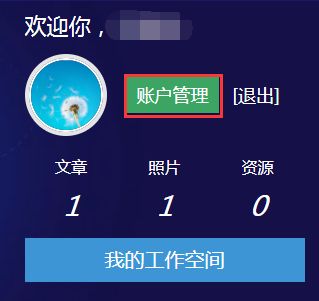 欢迎你，
账户管理 [退出]
文章 照片 资源
1 1 0
我的工作空间